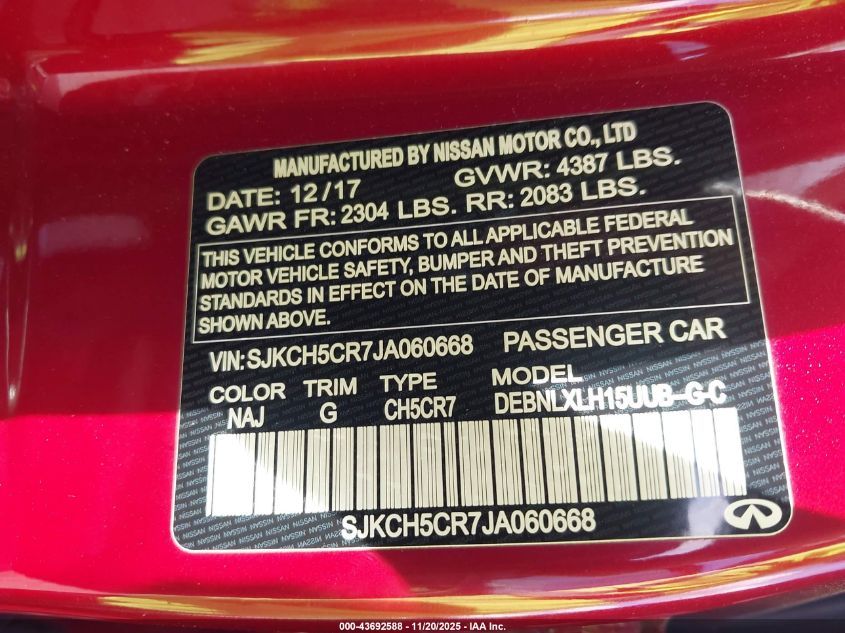 MANUFACTURED BY NISSAN MOTOR CO., LTD
DATE: 12/17 GVWR: 4387 LBS.
GAWR FR: 2304 LBS. RR: 2083 LBS.
THIS VEHICLE CONFORMS TO ALL APPLICABLE FEDERAL
MOTOR VEHICLE SAFETY, BUMPER AND THEFT PREVENTION
STANDARDS IN EFFECT ON THE DATE OF MANUFACTURE
SHOWN ABOVE.
VIN: SJKCH5CR7JA060668 PASSENGER CAR
COLOR TRIM TYPE MODEL
NAJ G CH5CR7 DEBNLXLH15UUB-G-C
SJKCH5CR7JA060668
000-43692588 - 11/20/2025 - IAA Inc.